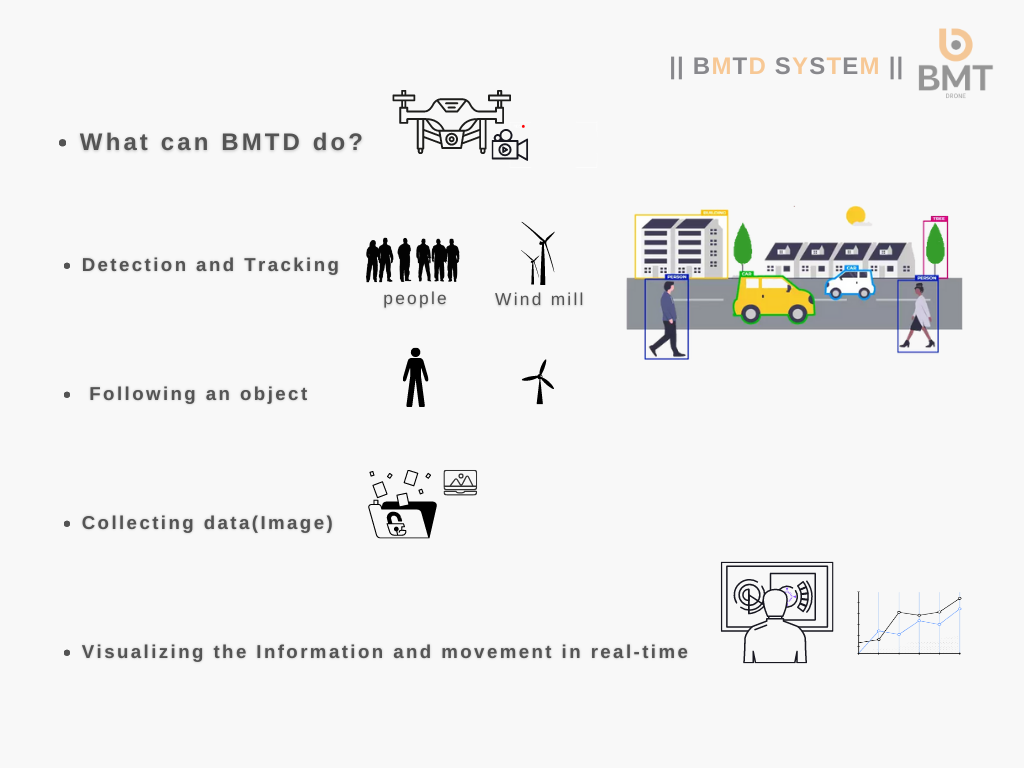 || BMTD SYSTEM ||
BMT
DRONE
• What can BMTD do?
• Detection and Tracking
people
Wind mill
BUILDING
TREE
CAR
CAR
PERSON
PERSON
• Following an object
• Collecting data(Image)
• Visualizing the Information and movement in real-time